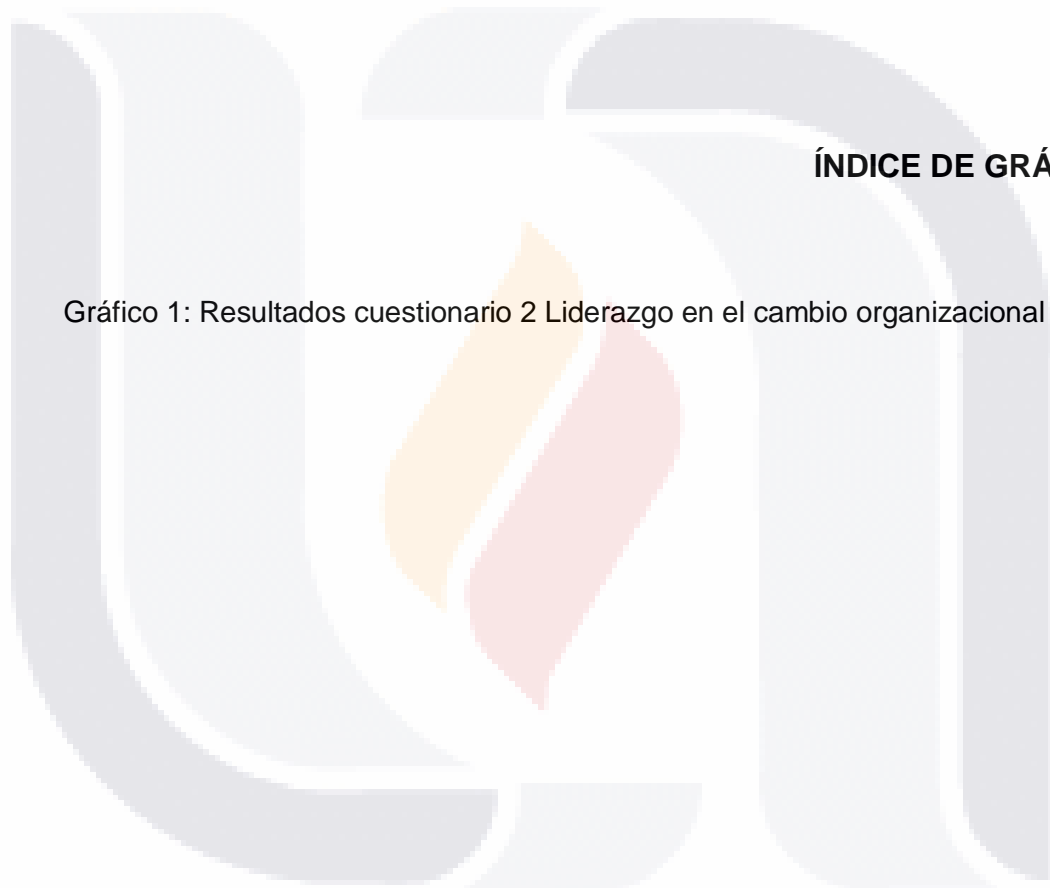 ÍNDICE DE GRÁ
Gráfico 1: Resultados cuestionario 2 Liderazgo en el cambio organizacional